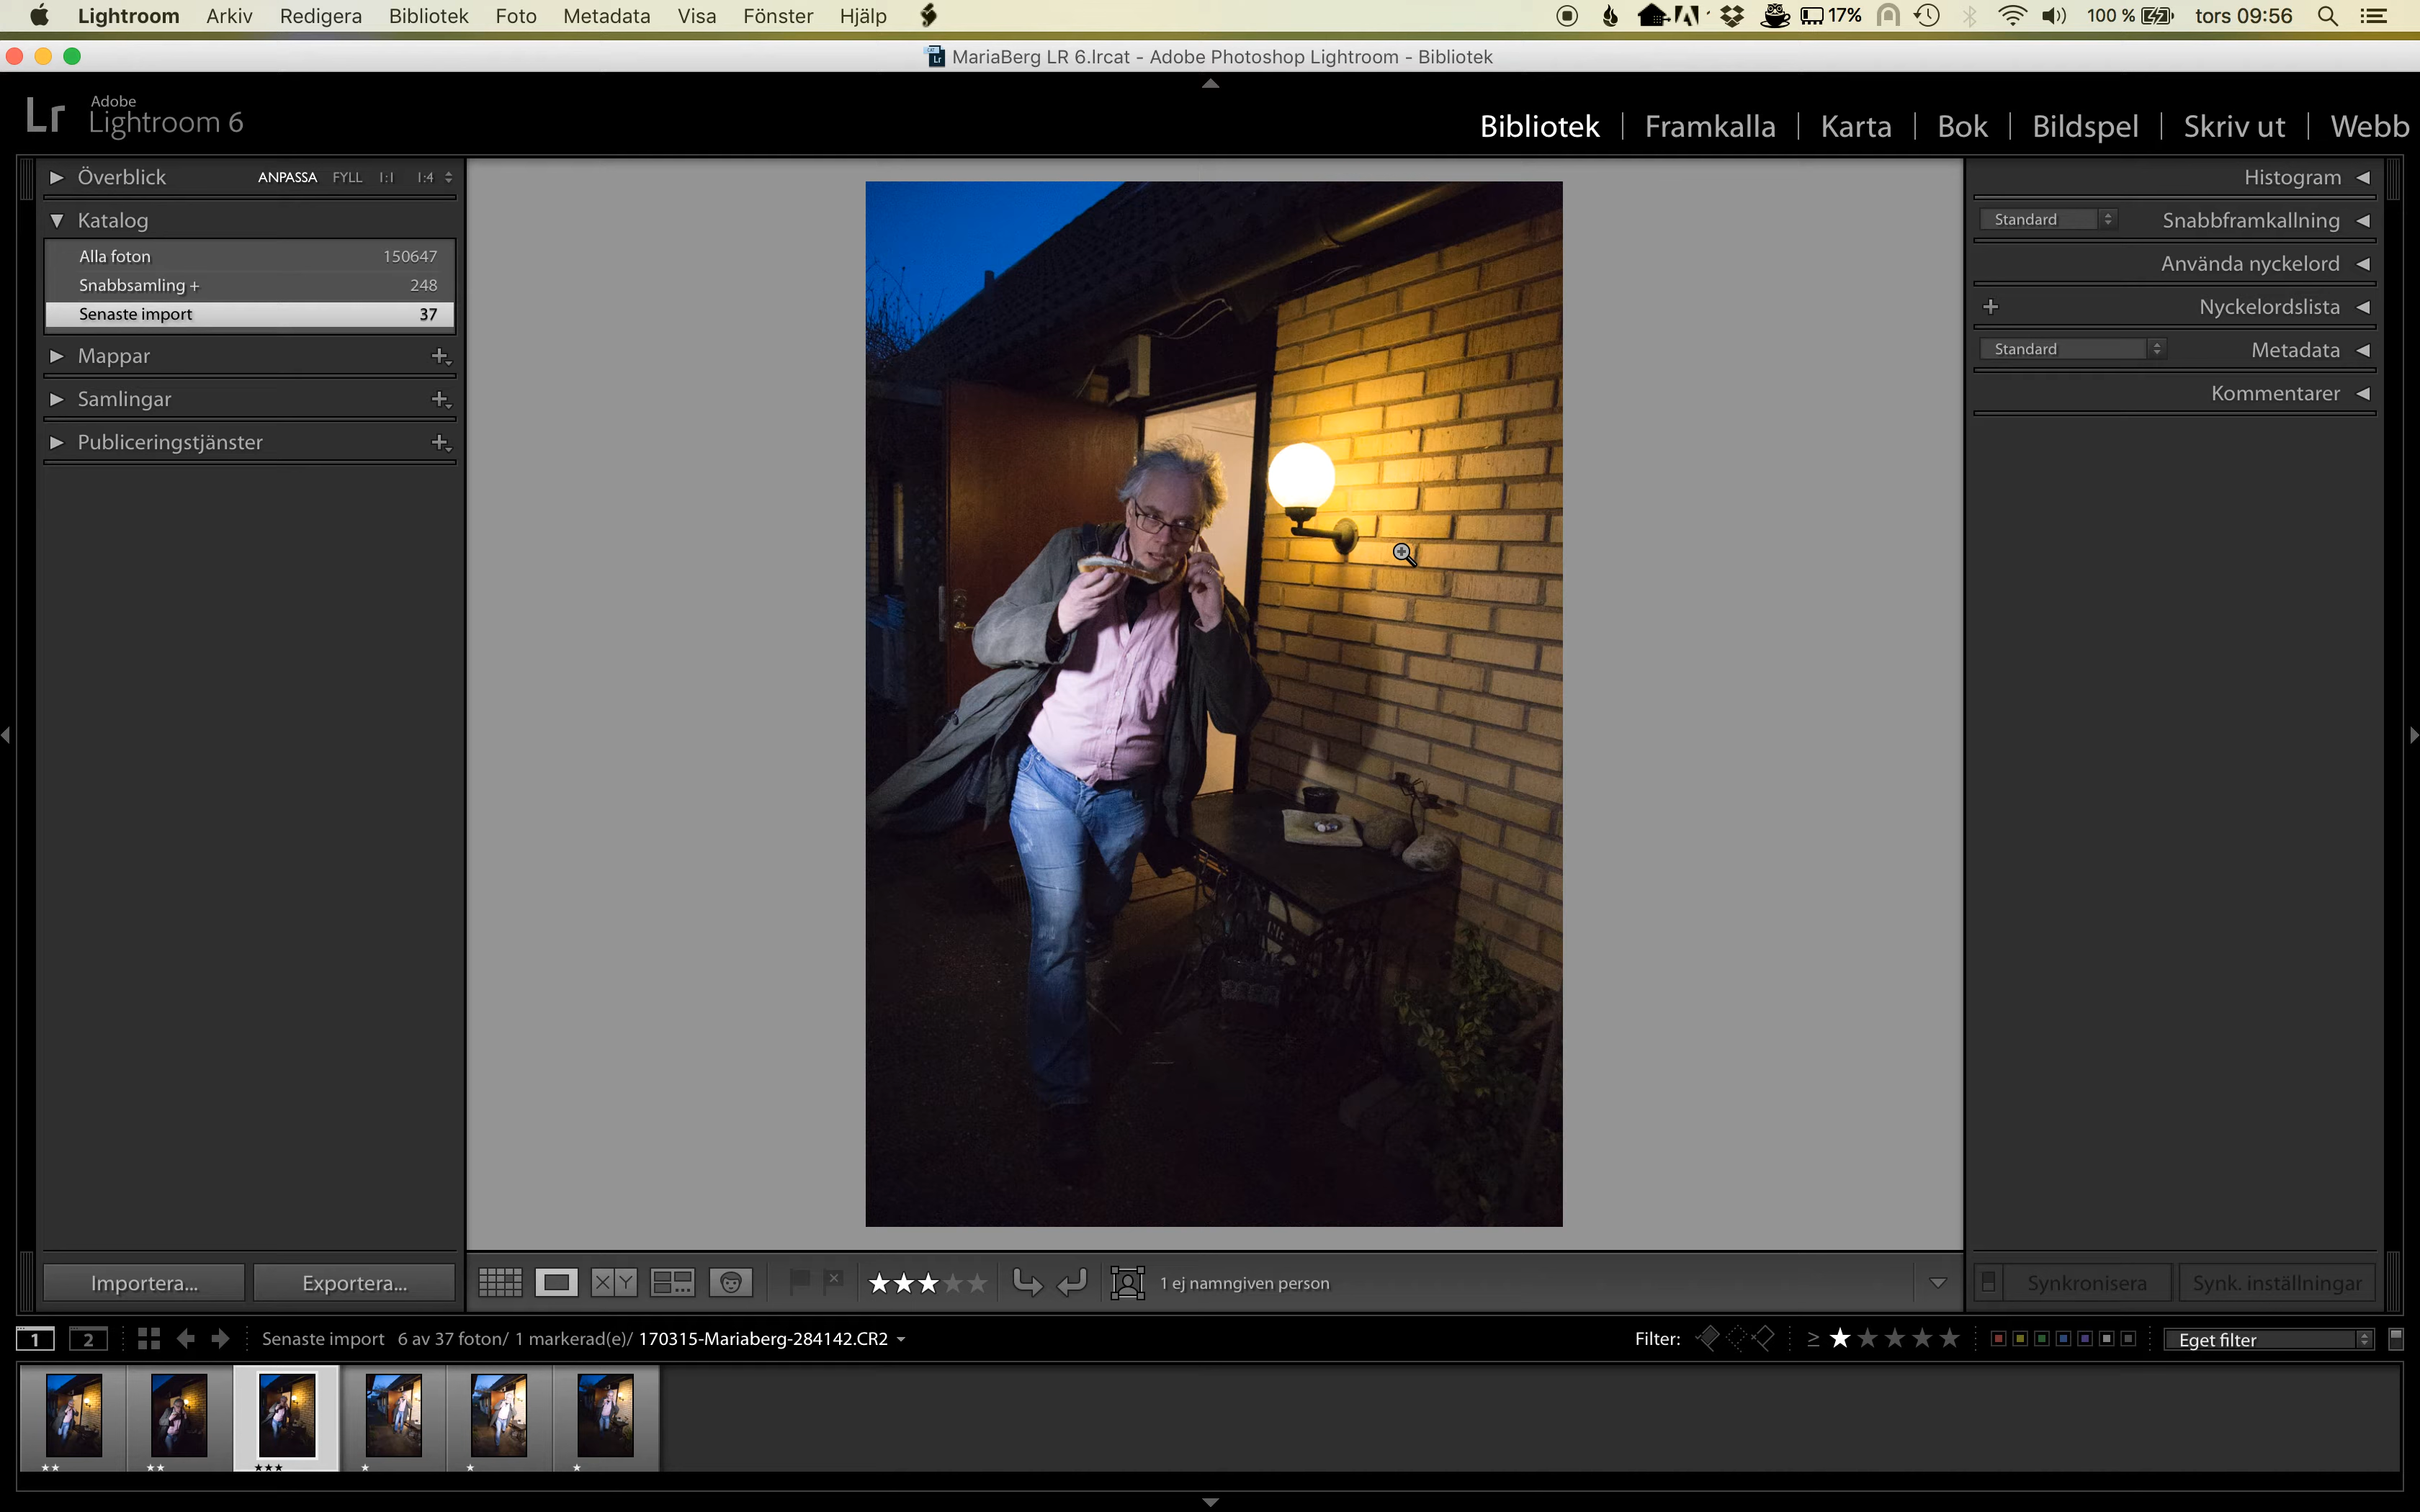 Lightroom Arkiv Redigera Bibliotek Foto Metadata Visa Fönster Hjälp 17% 100 % tors 09:56
MariaBerg LR 6.lrcat - Adobe Photoshop Lightroom - Bibliotek
Lr Adobe
Lightroom 6
Bibliotek | Framkalla | Karta | Bok | Bildspel | Skriv ut | Webb
Överblick ANPASSA FYLL 1:1 1:4
Katalog
Alla foton 150647
Snabbsamling + 248
Senaste import 37
Mappar
Samlingar
Publiceringstjänster
Histogram
Standard Snabbframkallning
Använda nyckelord
Nyckelordslista
Standard Metadata
Kommentarer
Importera... Exportera... X Y 1 ej namngiven person Synkronisera Synk. inställningar
1 2 Senaste import 6 av 37 foton/ 1 markerad(e)/ 170315-Mariaberg-284142.CR2 Filter: ≥ Eget filter